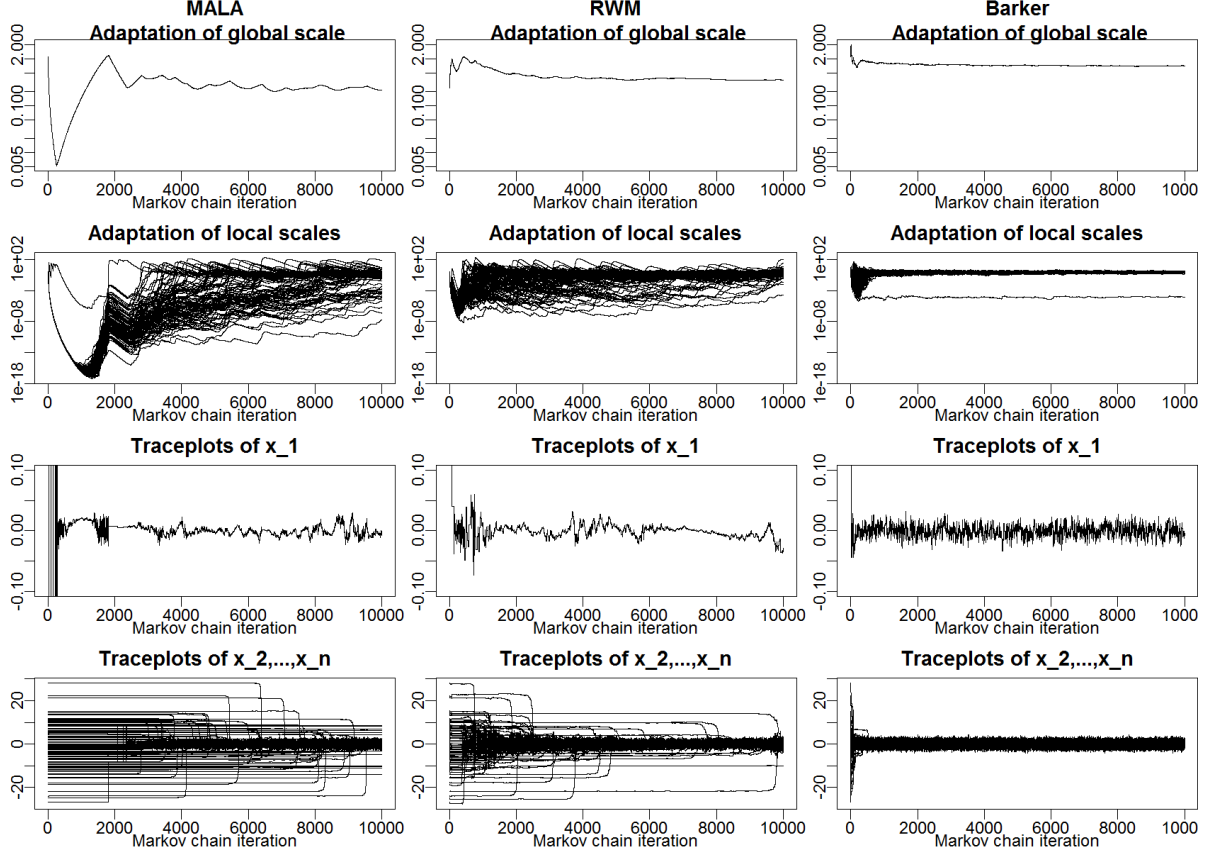 MALA
Adaptation of global scale
2.000
0.100
0.005
0 2000 4000 6000 8000 10000
Markov chain iteration
RWM
Adaptation of global scale
2.000
0.100
0.005
0 2000 4000 6000 8000 10000
Markov chain iteration
Barker
Adaptation of global scale
2.000
0.100
0.005
0 2000 4000 6000 8000 1000
Markov chain iteration
Adaptation of local scales
1e+02
1e-08
1e-18
0 2000 4000 6000 8000 10000
Markov chain iteration
Adaptation of local scales
1e+02
1e-08
1e-18
0 2000 4000 6000 8000 10000
Markov chain iteration
Adaptation of local scales
1e+02
1e-08
1e-18
0 2000 4000 6000 8000 1000
Markov chain iteration
Traceplots of x_1
0.10
0.00
-0.10
0 2000 4000 6000 8000 10000
Markov chain iteration
Traceplots of x_1
0.10
0.00
-0.10
0 2000 4000 6000 8000 10000
Markov chain iteration
Traceplots of x_1
0.10
0.00
-0.10
0 2000 4000 6000 8000 1000
Markov chain iteration
Traceplots of x_2,...,x_n
20
0
-20
0 2000 4000 6000 8000 10000
Markov chain iteration
Traceplots of x_2,...,x_n
20
0
-20
0 2000 4000 6000 8000 10000
Markov chain iteration
Traceplots of x_2,...,x_n
20
0
-20
0 2000 4000 6000 8000 1000
Markov chain iteration